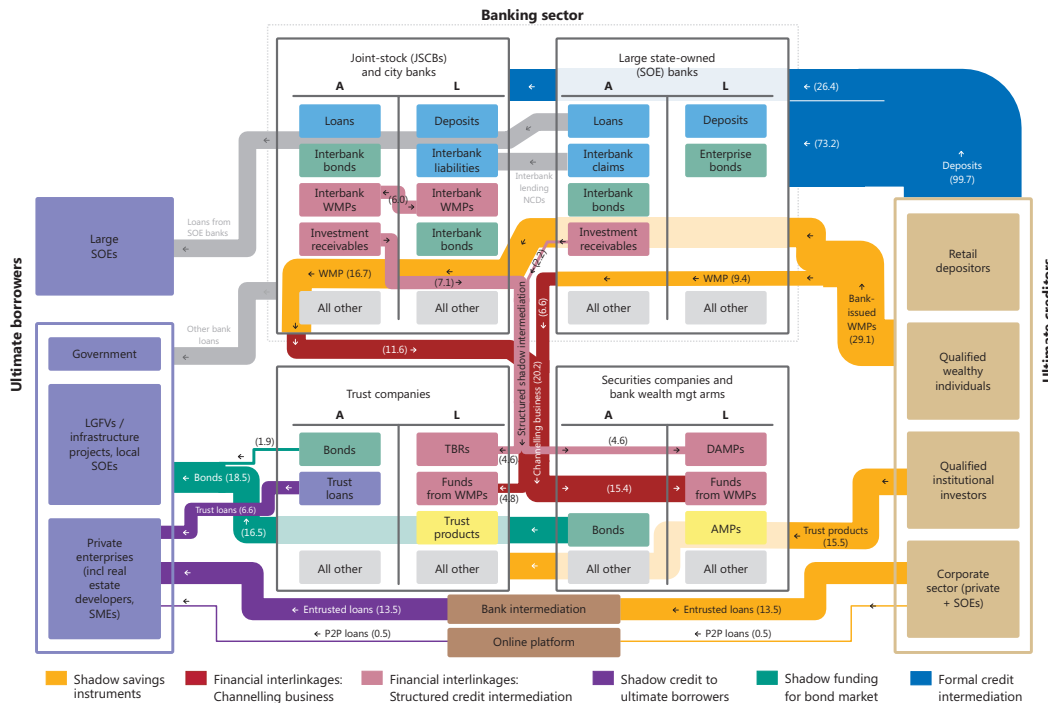 Banking sector
Joint-stock (JSCBs)
and city banks
A
L
Loans
Deposits
Interbank
bonds
Interbank
liabilities
Interbank
WMPs
Interbank
WMPs
Investment
receivables
Interbank
bonds
All other
All other
Large state-owned
(SOE) banks
A
L
Loans
Deposits
Interbank
claims
Enterprise
bonds
Interbank
bonds
Investment
receivables
All other
All other
← (26.4)
← (73.2)
Deposits
(99.7)
Interbank
lending
NCDs
(6.0)
(2.2)
← WMP (16.7)
(7.1) →
← WMP (9.4)
(6.6)
(11.6)
Bank-
issued
WMPs
(29.1)
Structured shadow intermediation
Channelling business (20.2)
Ultimate borrowers
Ultimate creditors
Large
SOEs
Loans from
SOE banks
Other bank
loans
Government
LGFVs /
infrastructure
projects, local
SOEs
Private
enterprises
(incl real
estate
developers,
SMEs)
Retail
depositors
Qualified
wealthy
individuals
Qualified
institutional
investors
Corporate
sector (private
+ SOEs)
Trust companies
A
L
Bonds
TBRs
Trust
loans
Funds
from WMPs
Trust
products
All other
All other
Securities companies and
bank wealth mgt arms
A
L
DAMPs
Funds
from WMPs
Bonds
AMPs
All other
All other
(1.9)
← Bonds (18.5)
Trust loans (6.6)
(16.5)
(4.6)
(4.6)
(4.8)
(15.4)
← Trust products
(15.5)
← Entrusted loans (13.5)
Bank intermediation
← Entrusted loans (13.5)
← P2P loans (0.5)
Online platform
← P2P loans (0.5)
Shadow savings
instruments
Financial interlinkages:
Channelling business
Financial interlinkages:
Structured credit intermediation
Shadow credit to
ultimate borrowers
Shadow funding
for bond market
Formal credit
intermediation